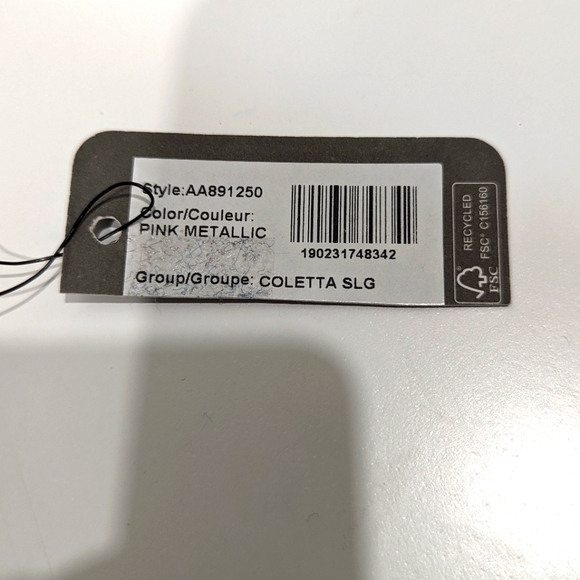 Style:AA891250
Color/Couleur:
PINK METALLIC
190231748342
Group/Groupe: COLETTA SLG
RECYCLED
FSC® C156160
FSC